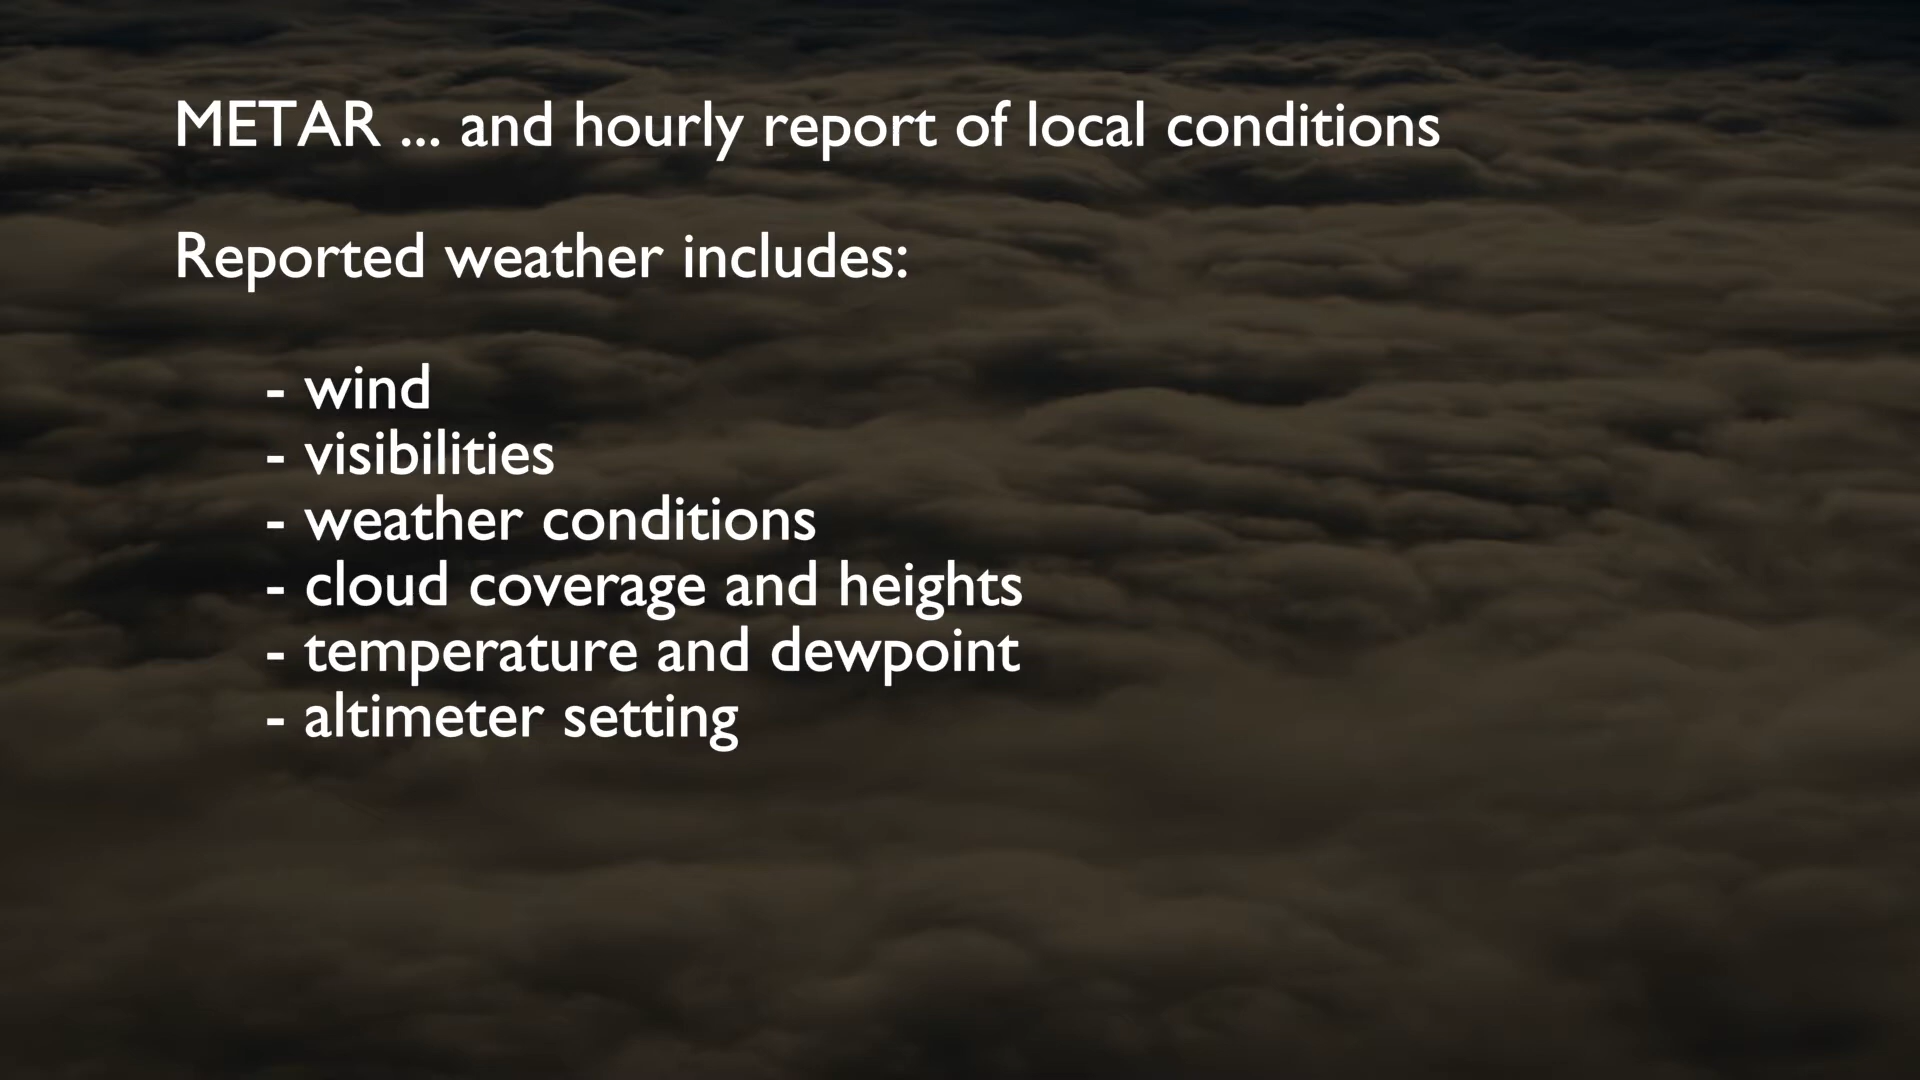 METAR ... and hourly report of local conditions
Reported weather includes:
- wind
- visibilities
- weather conditions
- cloud coverage and heights
- temperature and dewpoint
- altimeter setting